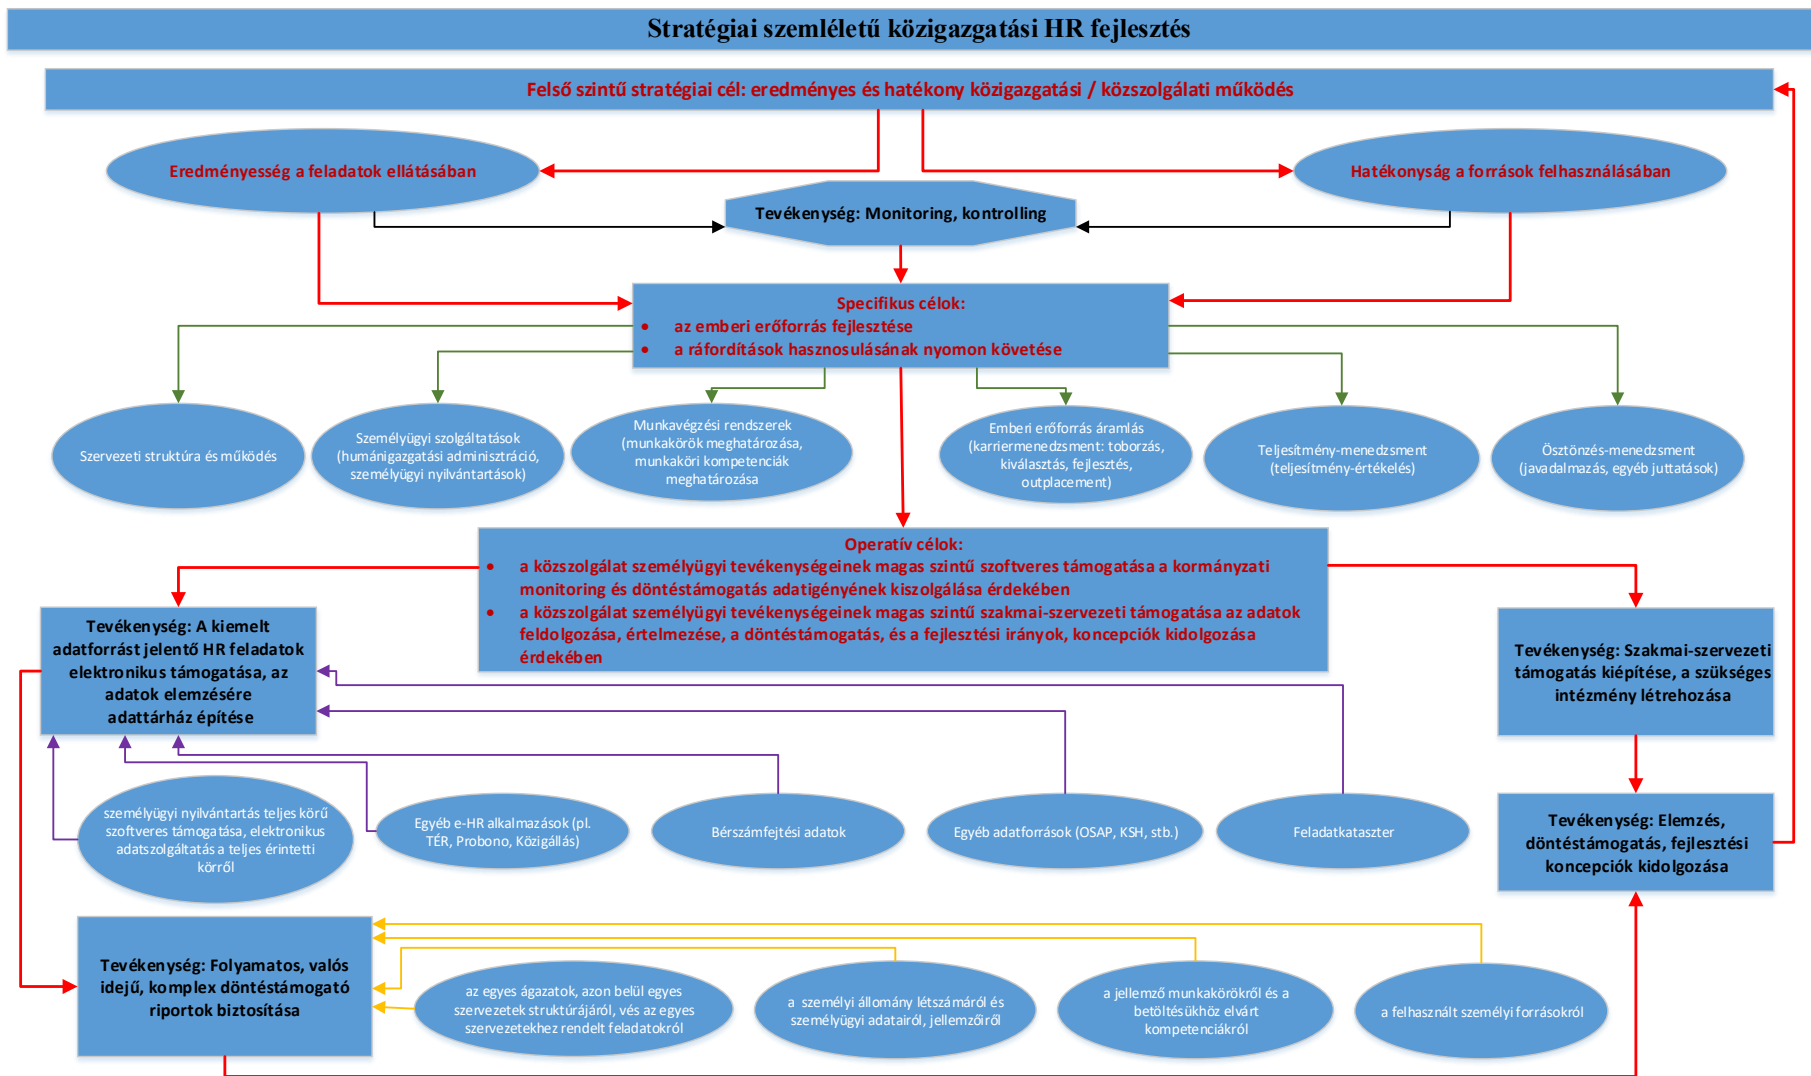 Stratégiai szemléletű közigazgatási HR fejlesztés
Felső szintű stratégiai cél: eredményes és hatékony közigazgatási / közszolgálati működés
Eredményesség a feladatok ellátásában
Hatékonyság a források felhasználásában
Tevékenység: Monitoring, kontrolling
Specifikus célok:
• az emberi erőforrás fejlesztése
• a ráfordítások hasznosulásának nyomon követése
Szervezeti struktúra és működés
Személyügyi szolgáltatások
(humánigazgatási adminisztráció,
személyügyi nyilvántartások)
Munkavégzési rendszerek
(munkakörök meghatározása,
munkaköri kompetenciák
meghatározása
Emberi erőforrás áramlás
(karriermenedzsment: toborzás,
kiválasztás, fejlesztés,
outplacement)
Teljesítmény-menedzsment
(teljesítmény-értékelés)
Ösztönzés-menedzsment
(javadalmazás, egyéb juttatások)
Operatív célok:
• a közszolgálat személyügyi tevékenységeinek magas szintű szoftveres támogatása a kormányzati
monitoring és döntéstámogatás adatigényének kiszolgálása érdekében
• a közszolgálat személyügyi tevékenységeinek magas szintű szakmai-szervezeti támogatása az adatok
feldolgozása, értelmezése, a döntéstámogatás, és a fejlesztési irányok, koncepciók kidolgozása
érdekében
Tevékenység: A kiemelt
adatforrást jelentő HR feladatok
elektronikus támogatása, az
adatok elemzésére
adattárház építése
Tevékenység: Szakmai-szervezeti
támogatás kiépítése, a szükséges
intézmény létrehozása
személyügyi nyilvántartás teljes körű
szoftveres támogatása, elektronikus
adatszolgáltatás a teljes érintetti
körről
Egyéb e-HR alkalmazások (pl.
TÉR, Probono, Közigállás)
Bérszámfejtési adatok
Egyéb adatforrások (OSAP, KSH, stb.)
Feladatkataszter
Tevékenység: Elemzés,
döntéstámogatás, fejlesztési
koncepciók kidolgozása
Tevékenység: Folyamatos, valós
idejű, komplex döntéstámogató
riportok biztosítása
az egyes ágazatok, azon belül egyes
szervezetek struktúrájáról, vés az egyes
szervezetekhez rendelt feladatokról
a személyi állomány létszámáról és
személyügyi adatairól, jellemzőiről
a jellemző munkakörökről és a
betöltésükhöz elvárt
kompetenciákról
a felhasznált személyi forrásokról